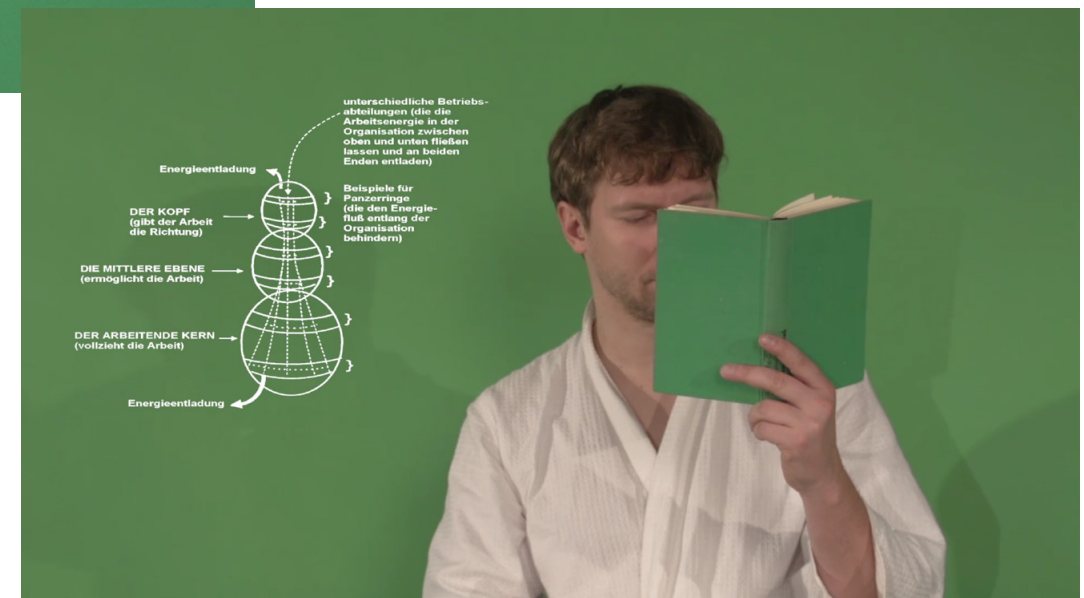 unterschiedliche Betriebs-
abteilungen (die die
Arbeitsenergie in der
Organisation zwischen
oben und unten fließen
lassen und an beiden
Enden entladen)
Energieentladung
Beispiele für
Panzerringe
(die den Energie-
fluß entlang der
Organisation
behindern)
DER KOPF
(gibt der Arbeit
die Richtung)
DIE MITTLERE EBENE
(ermöglicht die Arbeit)
DER ARBEITENDE KERN
(vollzieht die Arbeit)
Energieentladung